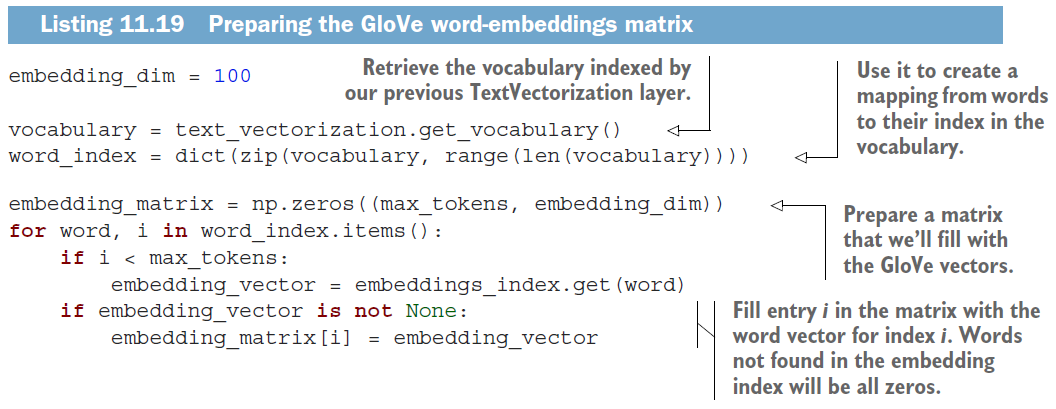 Listing 11.19 Preparing the GloVe word-embeddings matrix
embedding_dim = 100
Retrieve the vocabulary indexed by
our previous TextVectorization layer.
Use it to create a
mapping from words
to their index in the
vocabulary.
vocabulary = text_vectorization.get_vocabulary()
word_index = dict(zip(vocabulary, range(len(vocabulary))))
embedding_matrix = np.zeros((max_tokens, embedding_dim))
Prepare a matrix
that we’ll fill with
the GloVe vectors.
for word, i in word_index.items():
    if i < max_tokens:
        embedding_vector = embeddings_index.get(word)
    if embedding_vector is not None:
        embedding_matrix[i] = embedding_vector
Fill entry i in the matrix with the
word vector for index i. Words
not found in the embedding
index will be all zeros.